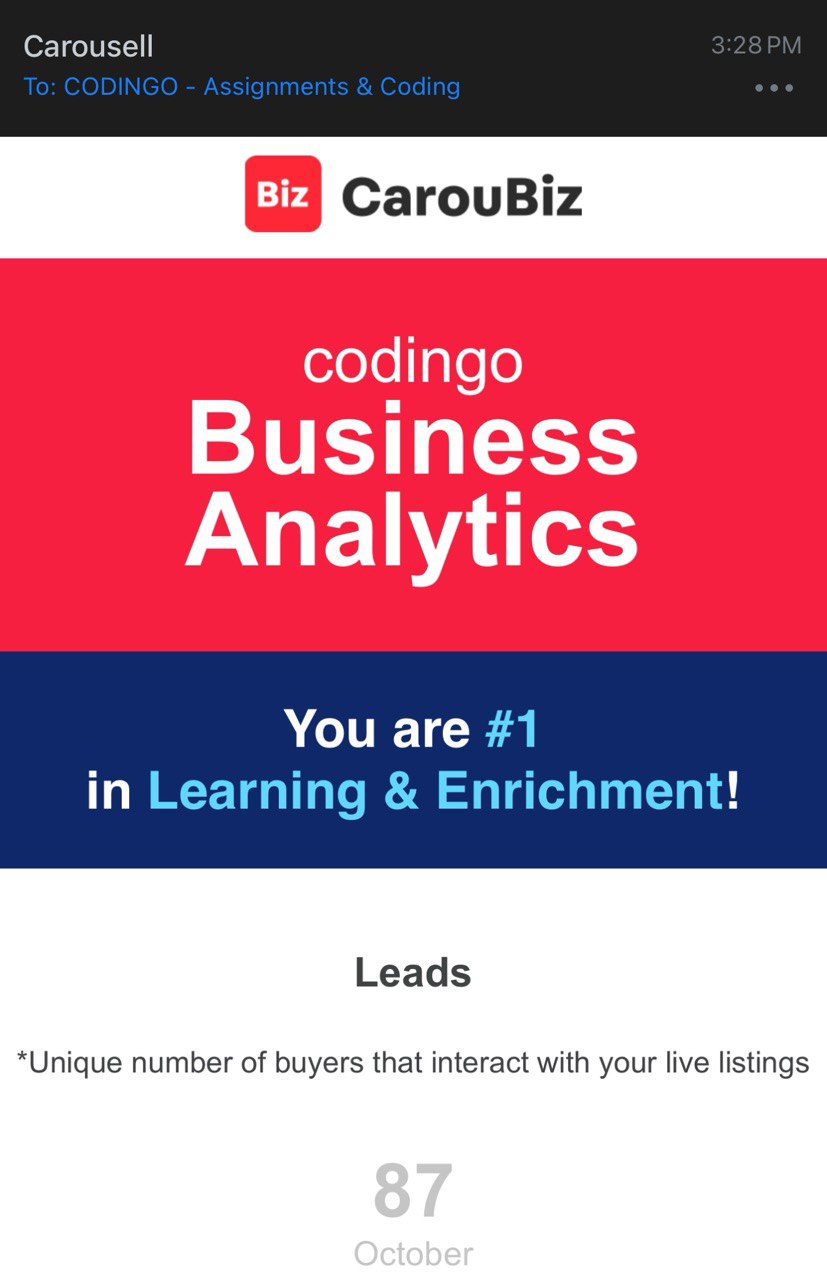 Carousell
3:28 PM
To: CODINGO - Assignments & Coding
Biz CarouBiz
codingo
Business
Analytics
You are #1
in Learning & Enrichment!
Leads
*Unique number of buyers that interact with your live listings
87
October